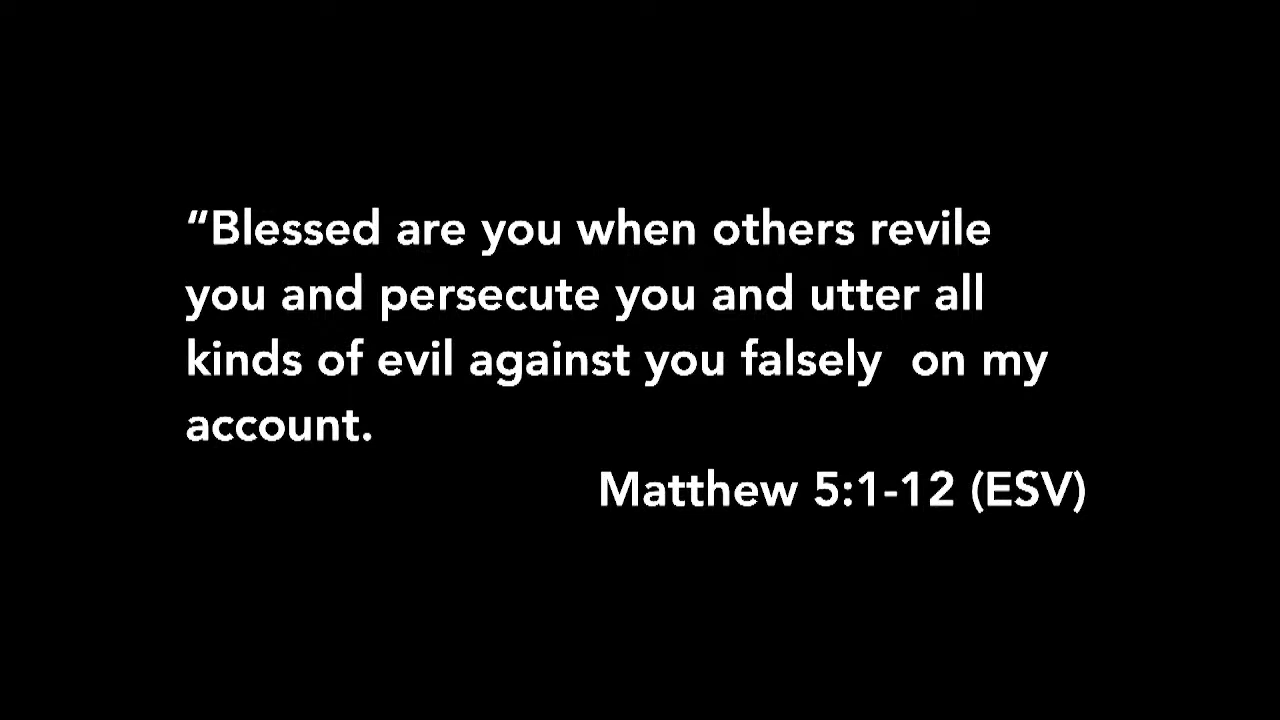 “Blessed are you when others revile
you and persecute you and utter all
kinds of evil against you falsely  on my
account.
Matthew 5:1-12 (ESV)